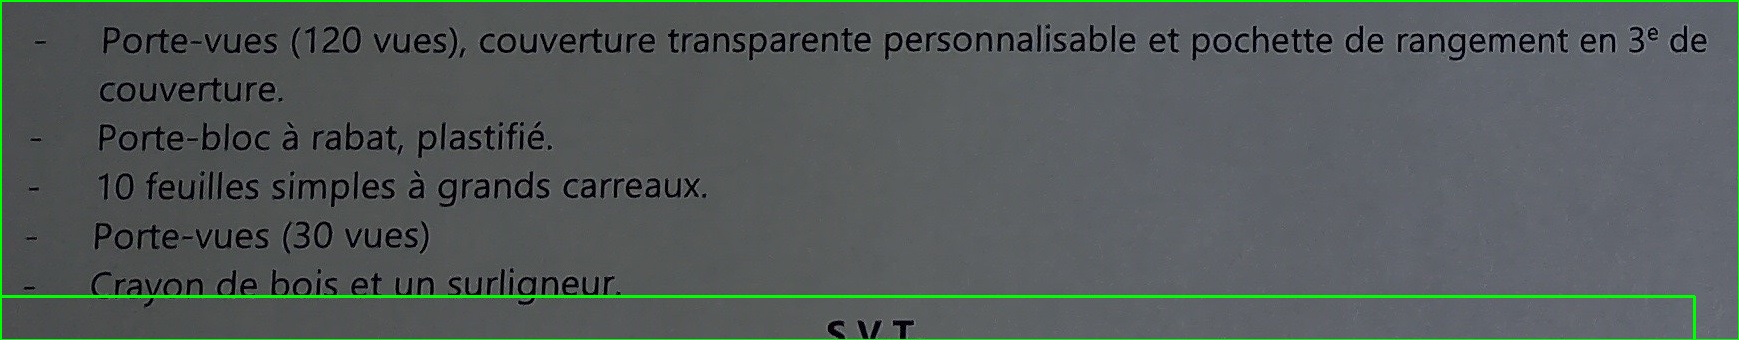 - Porte-vues (120 vues), couverture transparente personnalisable et pochette de rangement en 3e de
couverture.
- Porte-bloc à rabat, plastifié.
- 10 feuilles simples à grands carreaux.
- Porte-vues (30 vues)
- Crayon de bois et un surligneur.
S.V.T